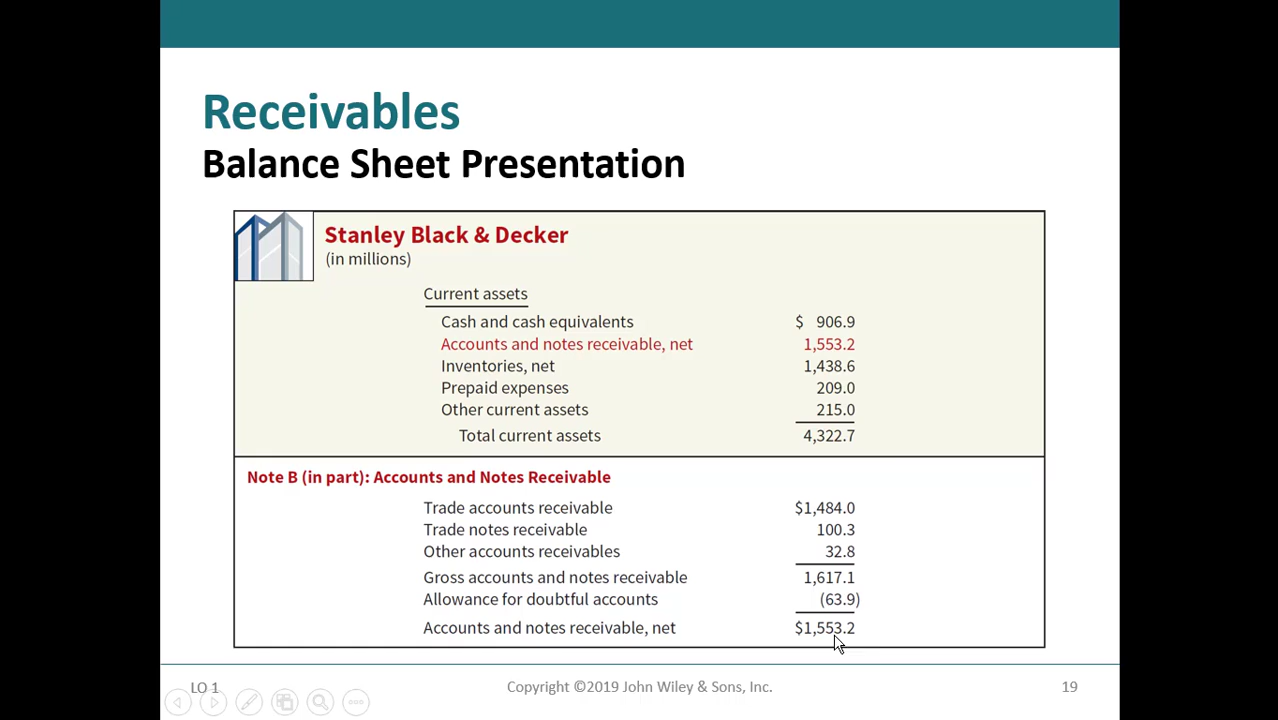 Receivables
Balance Sheet Presentation
Stanley Black & Decker
(in millions)
Current assets
Cash and cash equivalents $ 906.9
Accounts and notes receivable, net 1,553.2
Inventories, net 1,438.6
Prepaid expenses 209.0
Other current assets 215.0
Total current assets 4,322.7
Note B (in part): Accounts and Notes Receivable
Trade accounts receivable $1,484.0
Trade notes receivable 100.3
Other accounts receivables 32.8
Gross accounts and notes receivable 1,617.1
Allowance for doubtful accounts (63.9)
Accounts and notes receivable, net $1,553.2
LO 1 Copyright ©2019 John Wiley & Sons, Inc. 19